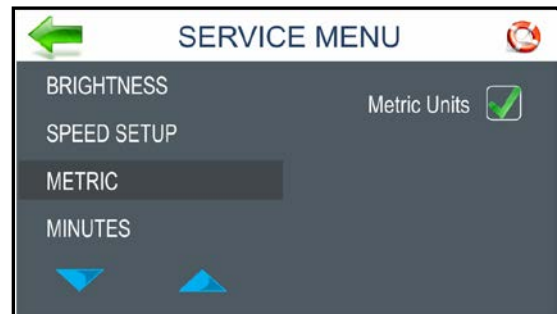 SERVICE MENU
BRIGHTNESS
Metric Units
SPEED SETUP
METRIC
MINUTES